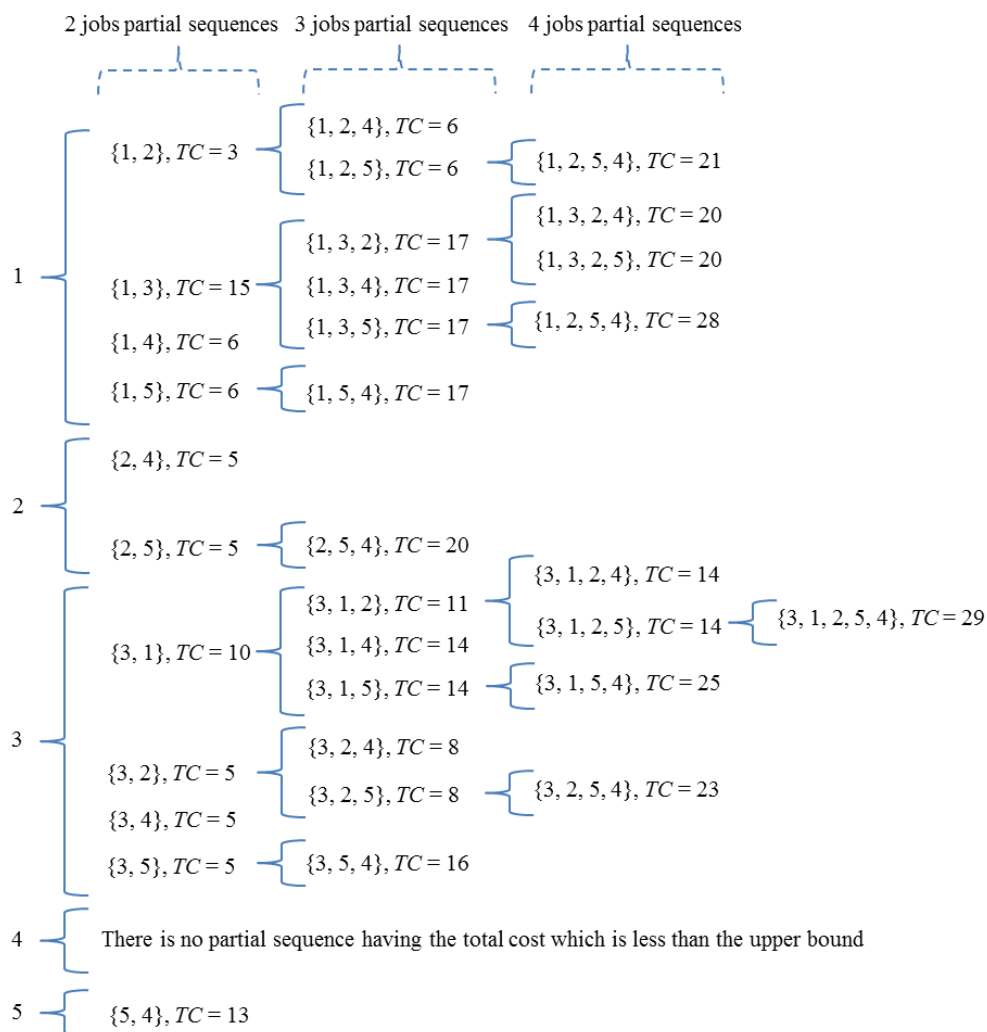 2 jobs partial sequences 3 jobs partial sequences 4 jobs partial sequences
{1, 2}, TC = 3
{1, 2, 4}, TC = 6
{1, 2, 5}, TC = 6
{1, 2, 5, 4}, TC = 21
1
{1, 3}, TC = 15
{1, 3, 2}, TC = 17
{1, 3, 2, 4}, TC = 20
{1, 3, 2, 5}, TC = 20
{1, 3, 4}, TC = 17
{1, 3, 5}, TC = 17
{1, 2, 5, 4}, TC = 28
{1, 4}, TC = 6
{1, 5}, TC = 6
{1, 5, 4}, TC = 17
2
{2, 4}, TC = 5
{2, 5}, TC = 5
{2, 5, 4}, TC = 20
3
{3, 1}, TC = 10
{3, 1, 2}, TC = 11
{3, 1, 2, 4}, TC = 14
{3, 1, 2, 5}, TC = 14
{3, 1, 2, 5, 4}, TC = 29
{3, 1, 4}, TC = 14
{3, 1, 5}, TC = 14
{3, 1, 5, 4}, TC = 25
{3, 2}, TC = 5
{3, 2, 4}, TC = 8
{3, 2, 5}, TC = 8
{3, 2, 5, 4}, TC = 23
{3, 4}, TC = 5
{3, 5}, TC = 5
{3, 5, 4}, TC = 16
4
There is no partial sequence having the total cost which is less than the upper bound
5
{5, 4}, TC = 13